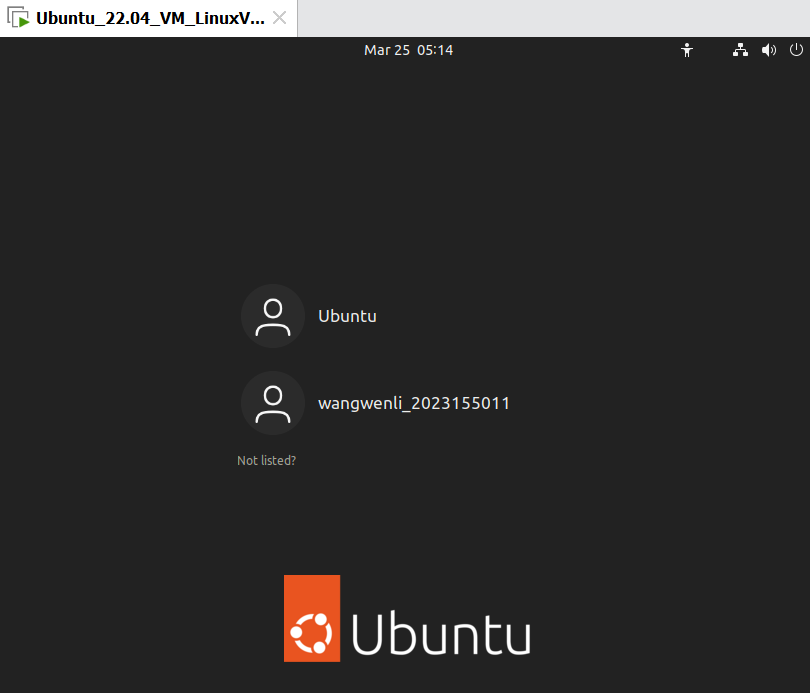 Ubuntu_22.04_VM_LinuxV...
Mar 25 05:14
Ubuntu
wangwenli_2023155011
Not listed?
Ubuntu